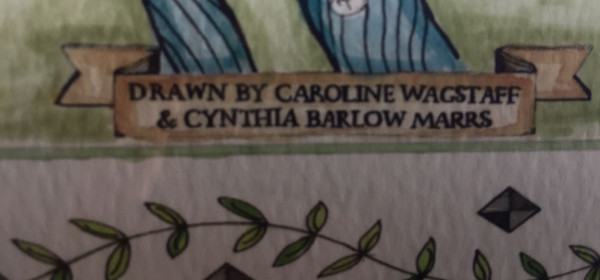 DRAWN BY CAROLINE WAGSTAFF
& CYNTHIA BARLOW MARRS